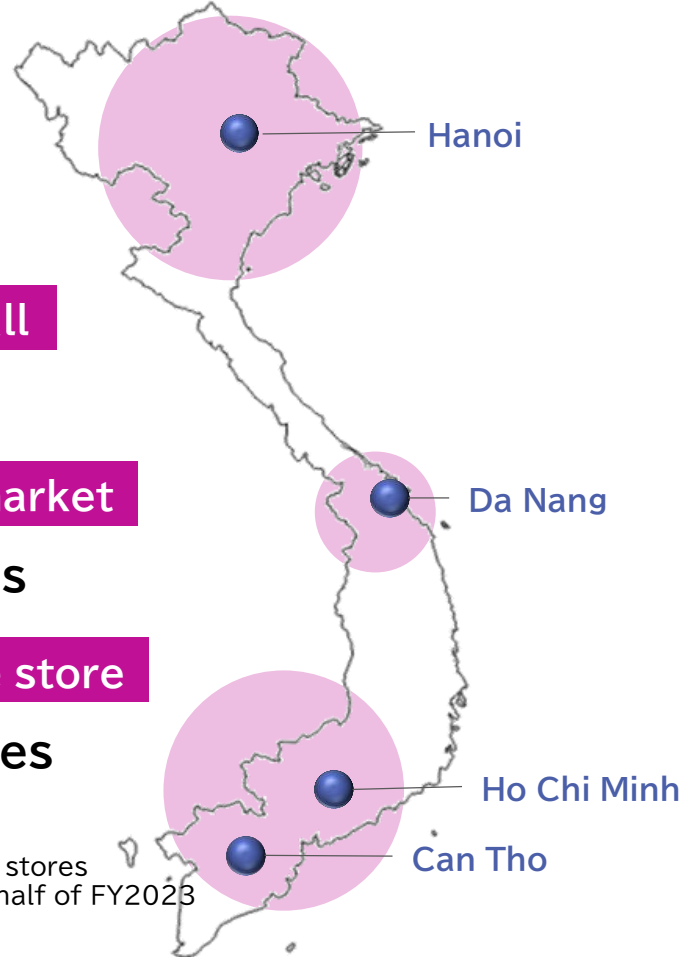 Hanoi
ll
Da Nang
arket
s
store
es
Ho Chi Minh
Can Tho
stores
half of FY2023